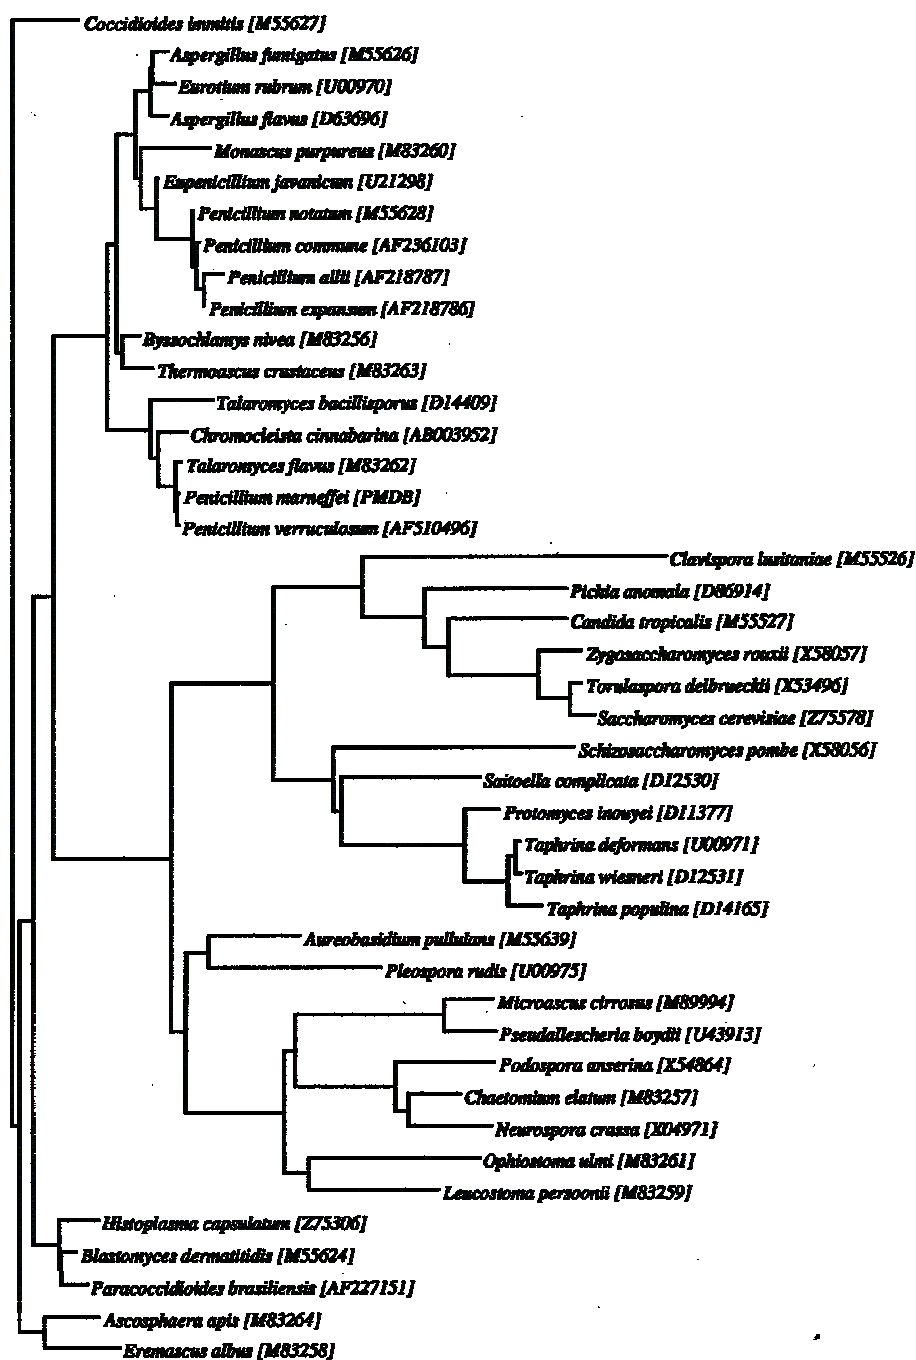 Coccidioides immitis [M55627]
Aspergillus fumigatus [M55626]
Eurotium rubrum [U00970]
Aspergillus flavus [D63696]
Monascus purpureus [M83260]
Eupenicillium javanicum [U21298]
Penicillium notatum [M55628]
Penicillium commune [AF236103]
Penicillium allii [AF218787]
Penicillium expansum [AF218786]
Byssochlamys nivea [M83256]
Thermoascus crustaceus [M83263]
Talaromyces bacillisporus [D14409]
Chromocleista cinnabarina [AB003952]
Talaromyces flavus [M83262]
Penicillium marneffei [PMDB]
Penicillium verruculosum [AF510496]
Clavispora lusitaniae [M55526]
Pichia anomala [D86914]
Candida tropicalis [M55527]
Zygosaccharomyces rouxii [X58057]
Torulaspora delbrueckii [X53496]
Saccharomyces cerevisiae [Z75578]
Schizosaccharomyces pombe [X58056]
Saitoella complicata [D12530]
Protomyces inouyei [D11377]
Taphrina deformans [U00971]
Taphrina wiesneri [D12531]
Taphrina populina [D14165]
Aureobasidium pullulans [M55639]
Pleospora rudis [U00975]
Microascus cirrosus [M89994]
Pseudallescheria boydii [U43913]
Podospora anserina [X54864]
Chaetomium elatum [M83257]
Neurospora crassa [X04971]
Ophiostoma ulmi [M83261]
Leucostoma persoonii [M83259]
Histoplasma capsulatum [Z75306]
Blastomyces dermatitidis [M55624]
Paracoccidioides brasiliensis [AF227151]
Ascosphaera apis [M83264]
Eremascus albus [M83258]